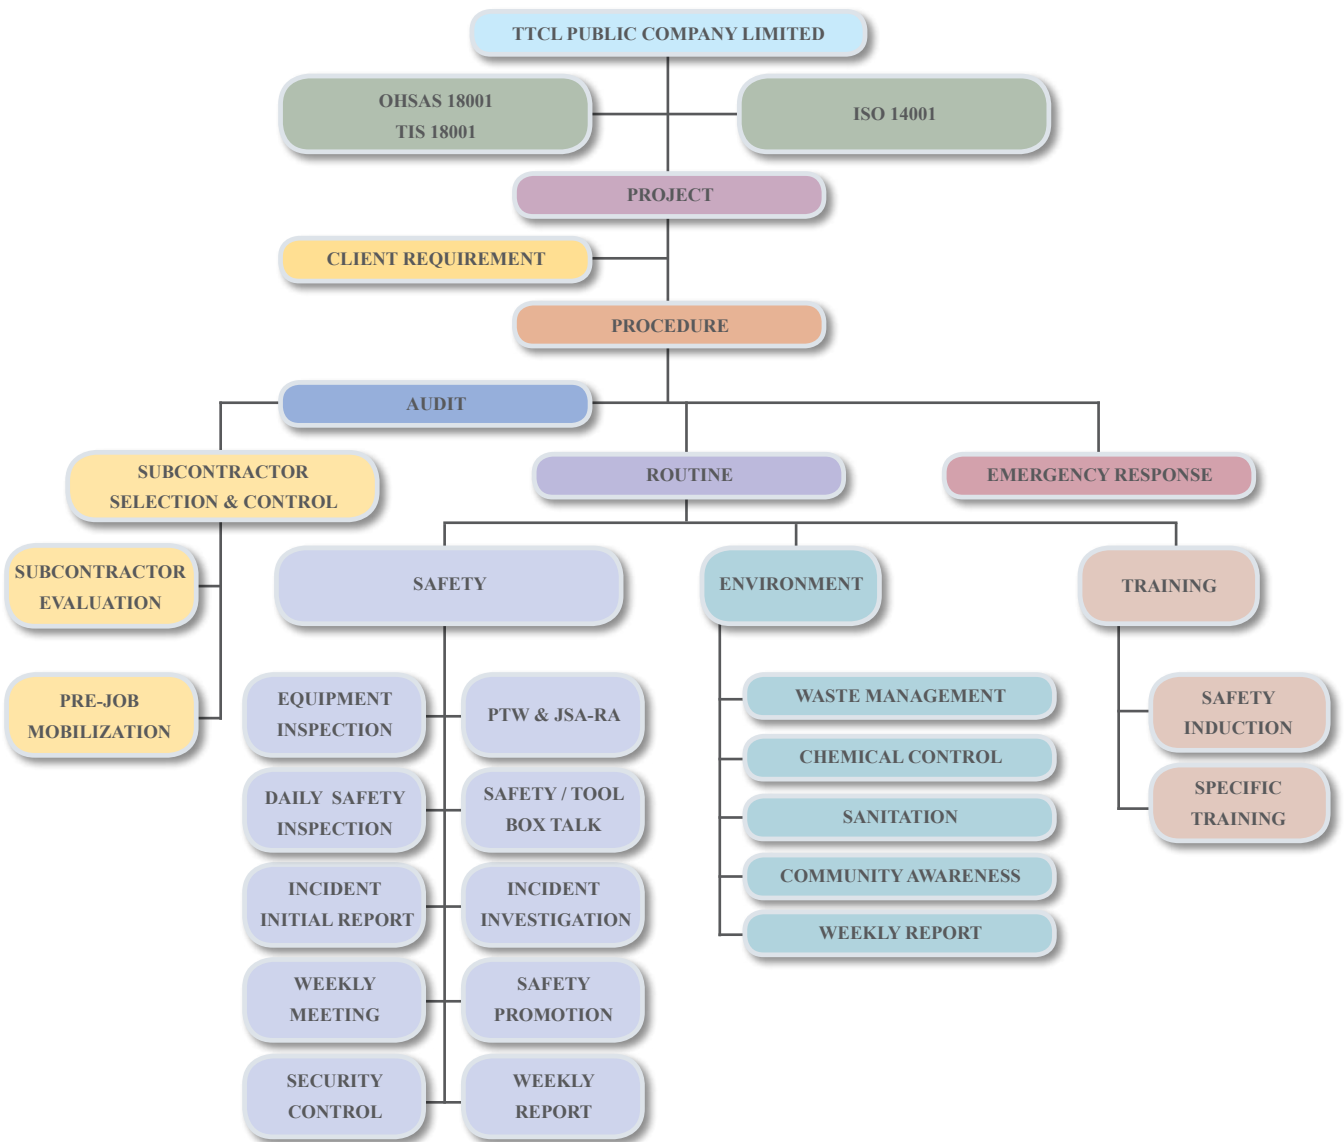 TTCL PUBLIC COMPANY LIMITED
OHSAS 18001
TIS 18001
ISO 14001
PROJECT
CLIENT REQUIREMENT
PROCEDURE
AUDIT
SUBCONTRACTOR
SELECTION & CONTROL
ROUTINE
EMERGENCY RESPONSE
SUBCONTRACTOR
EVALUATION
PRE-JOB
MOBILIZATION
SAFETY
EQUIPMENT
INSPECTION
PTW & JSA-RA
DAILY SAFETY
INSPECTION
SAFETY / TOOL
BOX TALK
INCIDENT
INITIAL REPORT
INCIDENT
INVESTIGATION
WEEKLY
MEETING
SAFETY
PROMOTION
SECURITY
CONTROL
WEEKLY
REPORT
ENVIRONMENT
WASTE MANAGEMENT
CHEMICAL CONTROL
SANITATION
COMMUNITY AWARENESS
WEEKLY REPORT
TRAINING
SAFETY
INDUCTION
SPECIFIC
TRAINING